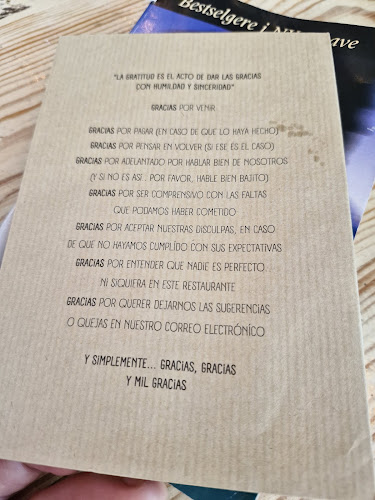 Bestselgere i NY ave
"LA GRATITUD ES EL ACTO DE DAR LAS GRACIAS
CON HUMILDAD Y SINCERIDAD"
GRACIAS POR VENIR.
GRACIAS POR PAGAR (EN CASO DE QUE LO HAYA HECHO)
GRACIAS POR PENSAR EN VOLVER (SI ESE ES EL CASO)
GRACIAS POR ADELANTADO POR HABLAR BIEN DE NOSOTROS
(Y SI NO ES ASÍ... POR FAVOR, HABLE BIEN BAJITO)
GRACIAS POR SER COMPRENSIVO CON LAS FALTAS
QUE PODAMOS HABER COMETIDO
GRACIAS POR ACEPTAR NUESTRAS DISCULPAS, EN CASO
DE QUE NO HAYAMOS CUMPLÍDO CON SUS EXPECTATIVAS
GRACIAS POR ENTENDER QUE NADIE ES PERFECTO.
NI SIQUIERA EN ESTE RESTAURANTE
GRACIAS POR QUERER DEJARNOS LAS SUGERENCIAS
O QUEJAS EN NUESTRO CORREO ELECTRÓNÍCO
Y SIMPLEMENTE... GRACIAS, GRACÍAS
Y MIL GRACIAS